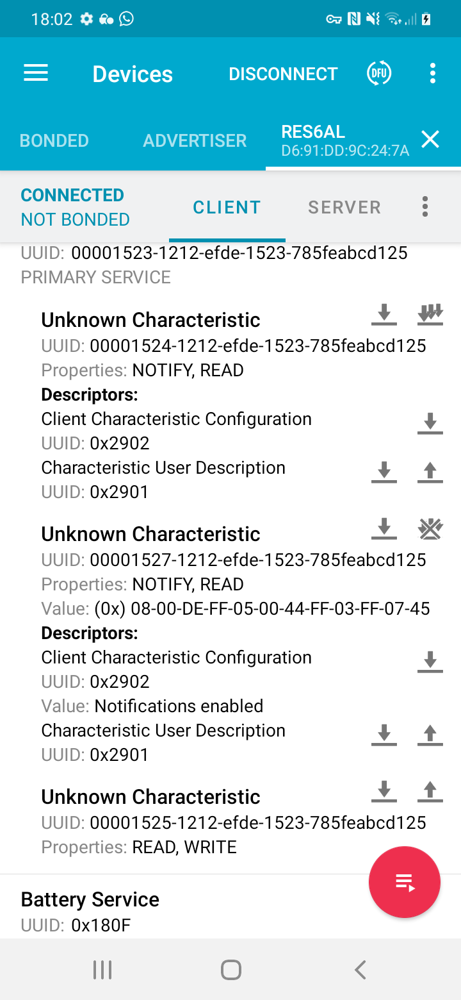 18:02
Devices
DISCONNECT
DFU
BONDED
ADVERTISER
RES6AL
D6:91:DD:9C:24:7A
CONNECTED
NOT BONDED
CLIENT
SERVER
UUID: 00001523-1212-efde-1523-785feabcd125
PRIMARY SERVICE
Unknown Characteristic
UUID: 00001524-1212-efde-1523-785feabcd125
Properties: NOTIFY, READ
Descriptors:
Client Characteristic Configuration
UUID: 0x2902
Characteristic User Description
UUID: 0x2901
Unknown Characteristic
UUID: 00001527-1212-efde-1523-785feabcd125
Properties: NOTIFY, READ
Value: (0x) 08-00-DE-FF-05-00-44-FF-03-FF-07-45
Descriptors:
Client Characteristic Configuration
UUID: 0x2902
Value: Notifications enabled
Characteristic User Description
UUID: 0x2901
Unknown Characteristic
UUID: 00001525-1212-efde-1523-785feabcd125
Properties: READ, WRITE
Battery Service
UUID: 0x180F